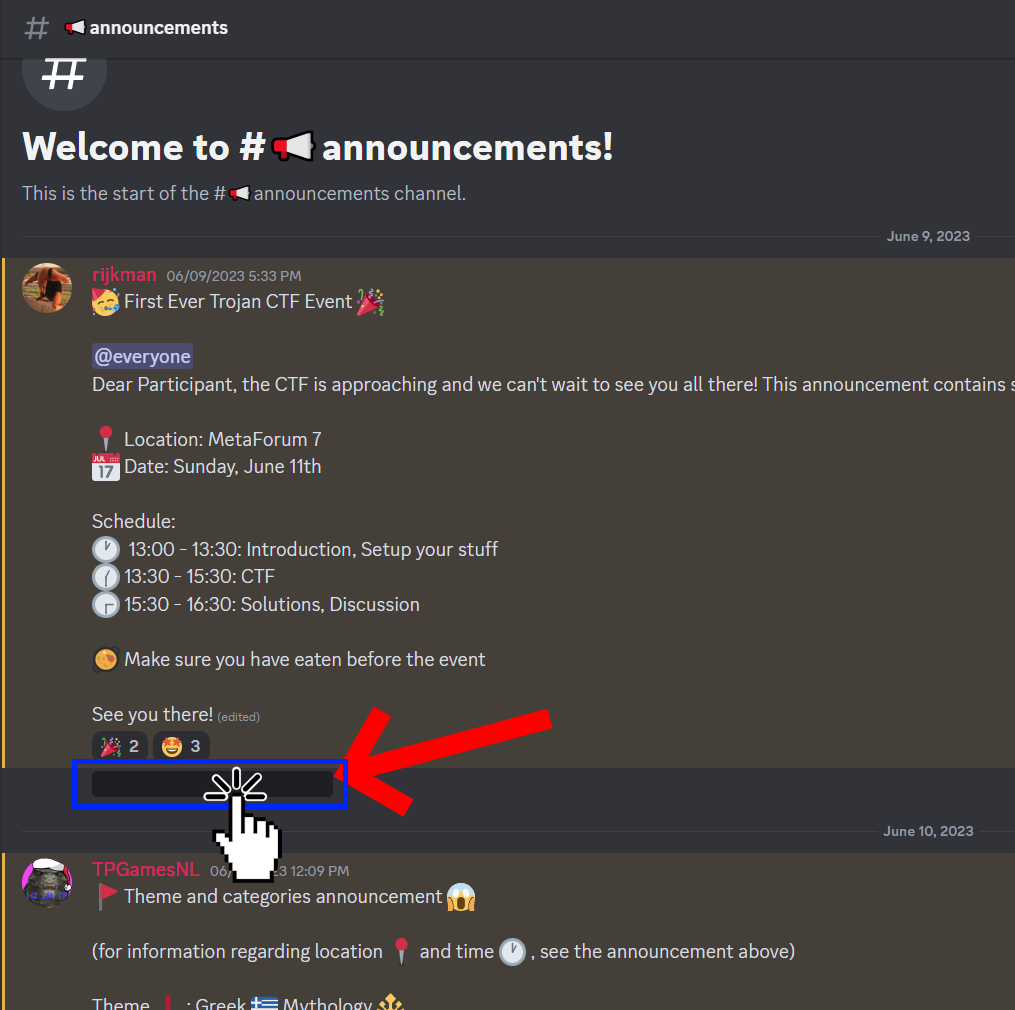 # 📢announcements
#
Welcome to #📢announcements!
This is the start of the #📢announcements channel.
June 9, 2023
rijkman 06/09/2023 5:33 PM
🥳 First Ever Trojan CTF Event 🎉
@everyone
Dear Participant, the CTF is approaching and we can't wait to see you all there! This announcement contains s
📍 Location: MetaForum 7
📅 Date: Sunday, June 11th
Schedule:
🕐 13:00 - 13:30: Introduction, Setup your stuff
🕜 13:30 - 15:30: CTF
🕞 15:30 - 16:30: Solutions, Discussion
🥘 Make sure you have eaten before the event
See you there! (edited)
🎉 2 🤩 3
June 10, 2023
TPGamesNL 06/ 3 12:09 PM
🚩 Theme and categories announcement 😱
(for information regarding location 📍 and time 🕐 , see the announcement above)
Theme ❗ : Greek 🇬🇷 Mythology 🔱